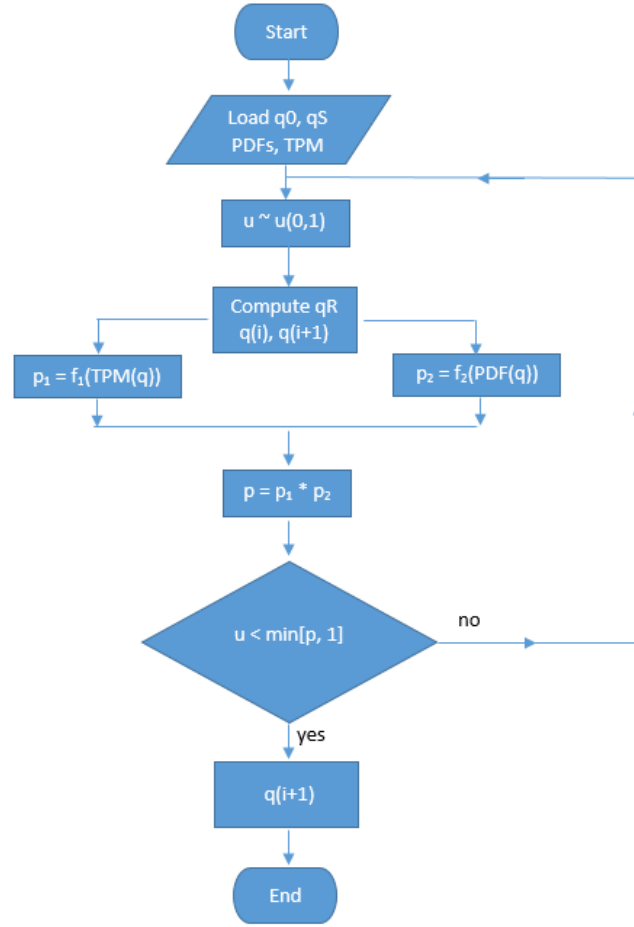 Start
Load q0, qS
PDFs, TPM
u ~ u(0,1)
Compute qR
q(i), q(i+1)
p₁ = f₁(TPM(q))
p₂ = f₂(PDF(q))
p = p₁ * p₂
u < min[p, 1]
no
yes
q(i+1)
End